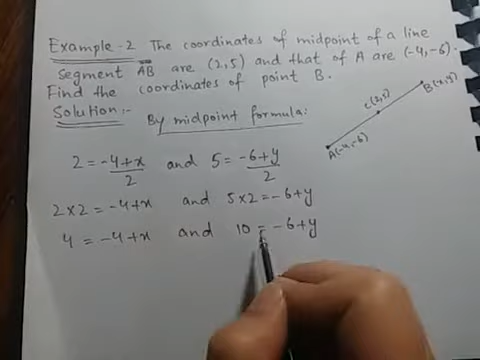 Example-2 The coordinates of midpoint of a line
segment AB are (2,5) and that of A are (-4,-6).
Find the coordinates of point B.
Solution:-
By midpoint formula:
A(-4,-6)
2 = -4+x/2 and 5 = -6+y/2
2×2 = -4+x and 5×2 = -6+y
4 = -4+x and 10 = -6+y